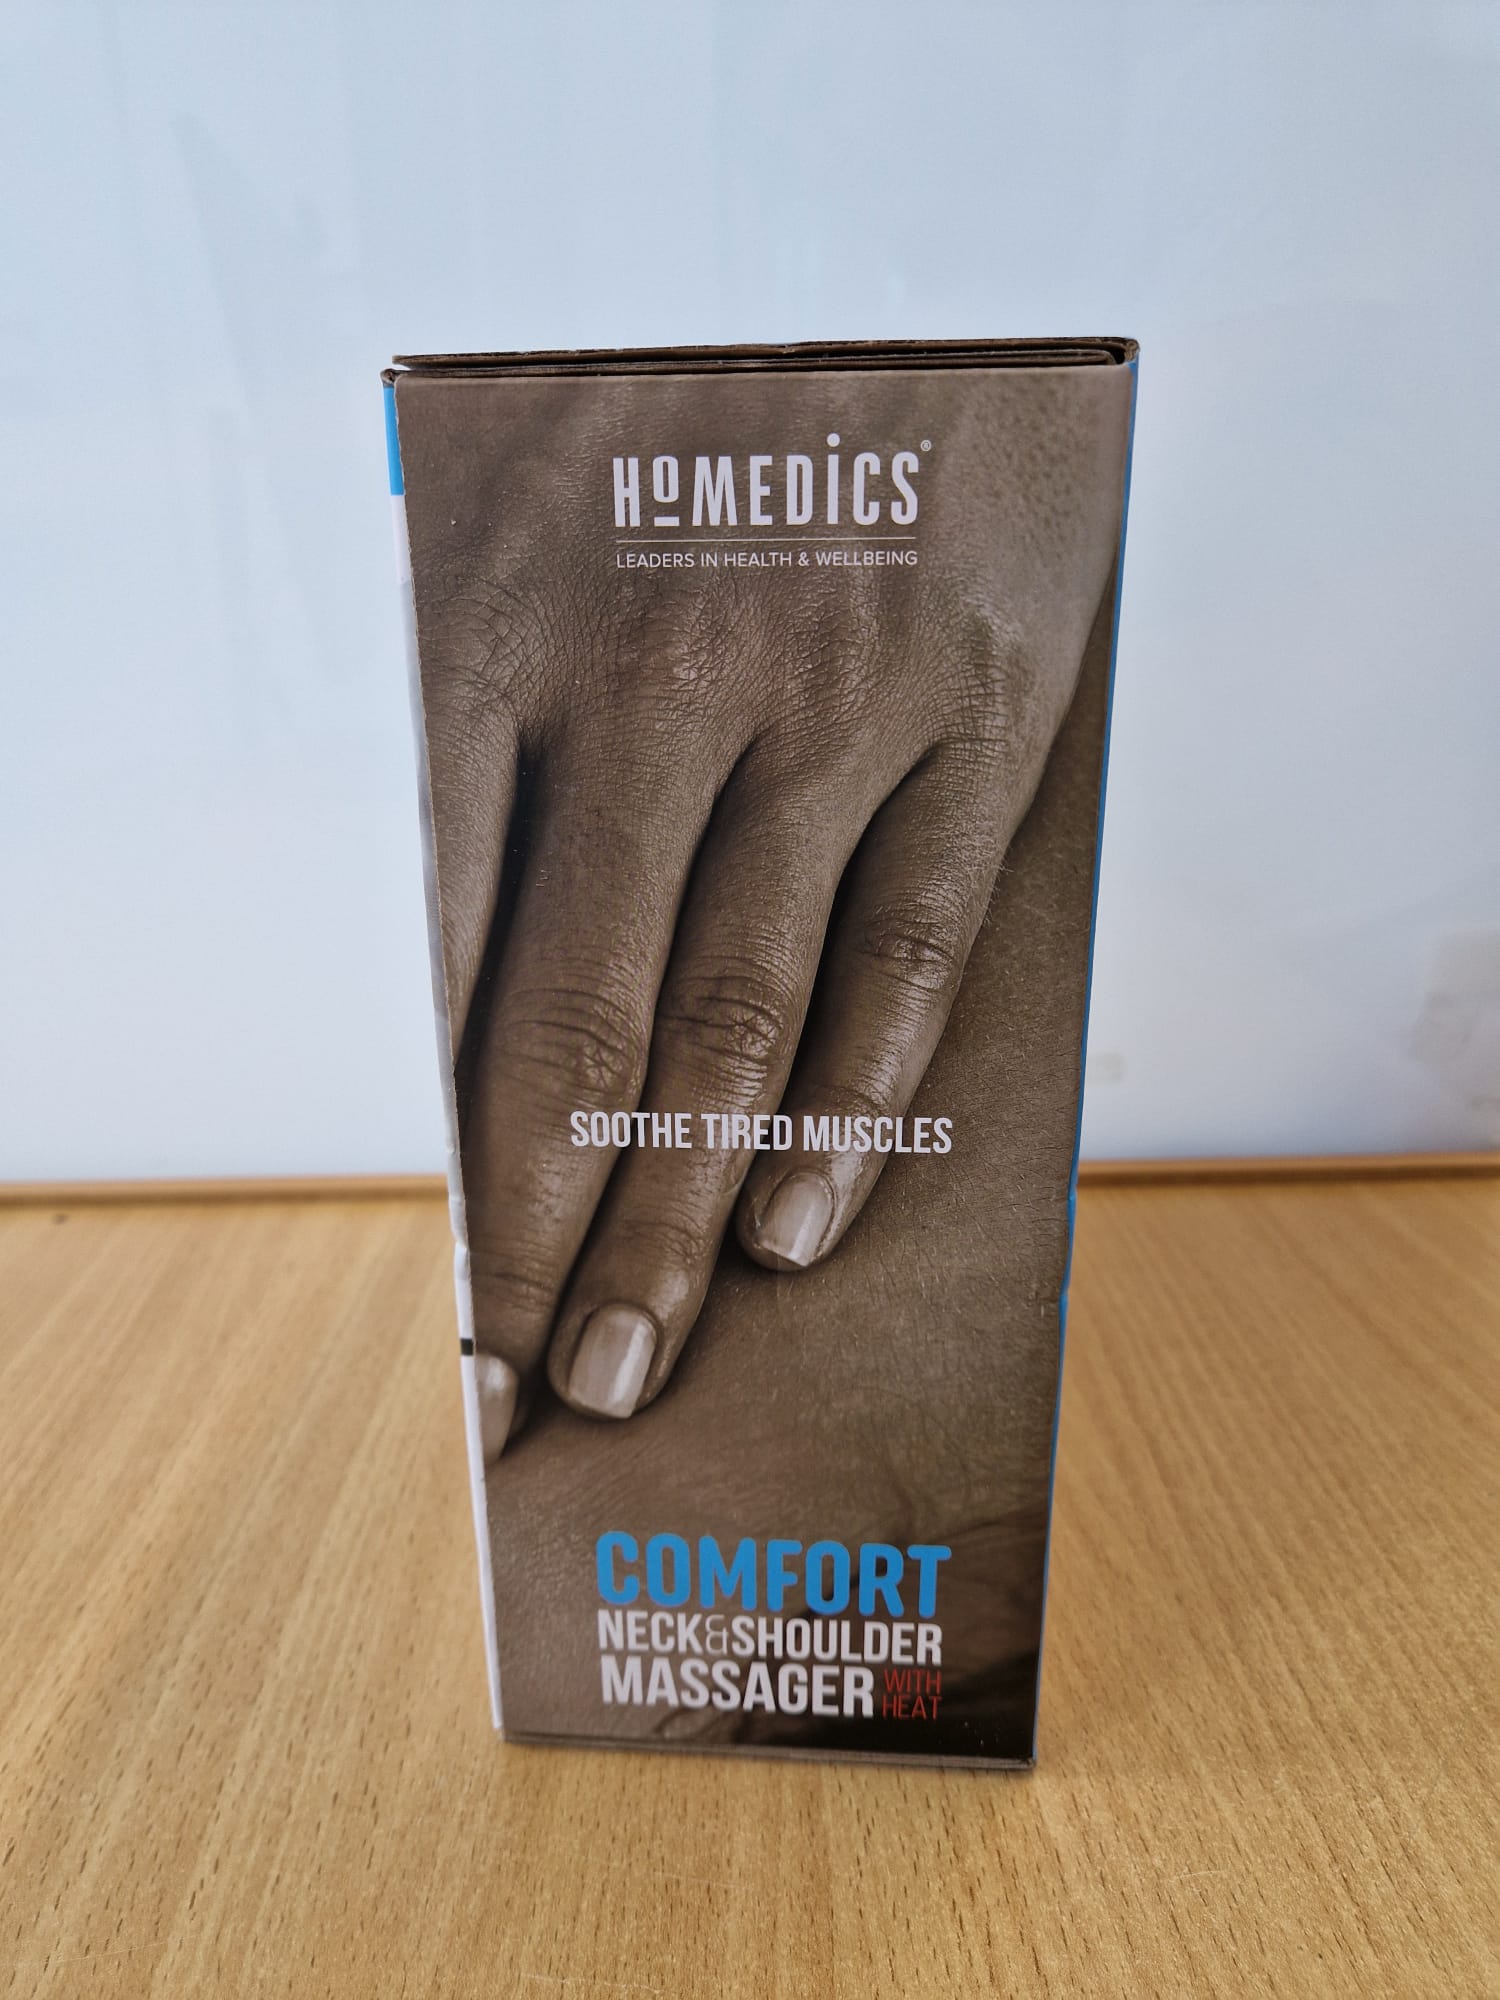 HOMEDICS®
LEADERS IN HEALTH & WELLBEING
SOOTHE TIRED MUSCLES
COMFORT
NECK & SHOULDER
MASSAGER WITH
HEAT